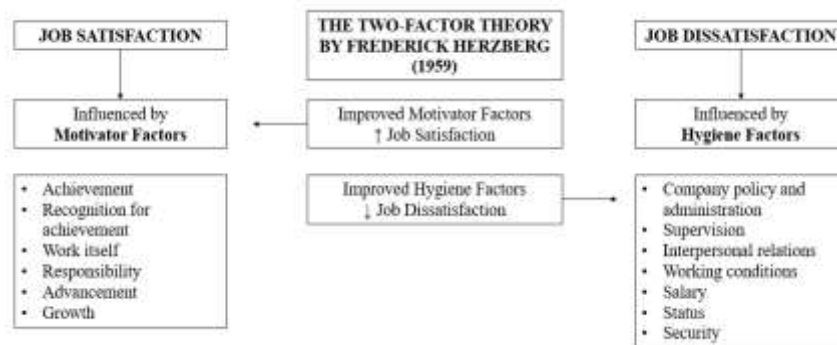 JOB SATISFACTION
Influenced by
Motivator Factors
• Achievement
• Recognition for
achievement
• Work itself
• Responsibility
• Advancement
• Growth
THE TWO-FACTOR THEORY
BY FREDERICK HERZBERG
(1959)
Improved Motivator Factors
↑ Job Satisfaction
Improved Hygiene Factors
↓ Job Dissatisfaction
JOB DISSATISFACTION
Influenced by
Hygiene Factors
• Company policy and
administration
• Supervision
• Interpersonal relations
• Working conditions
• Salary
• Status
• Security